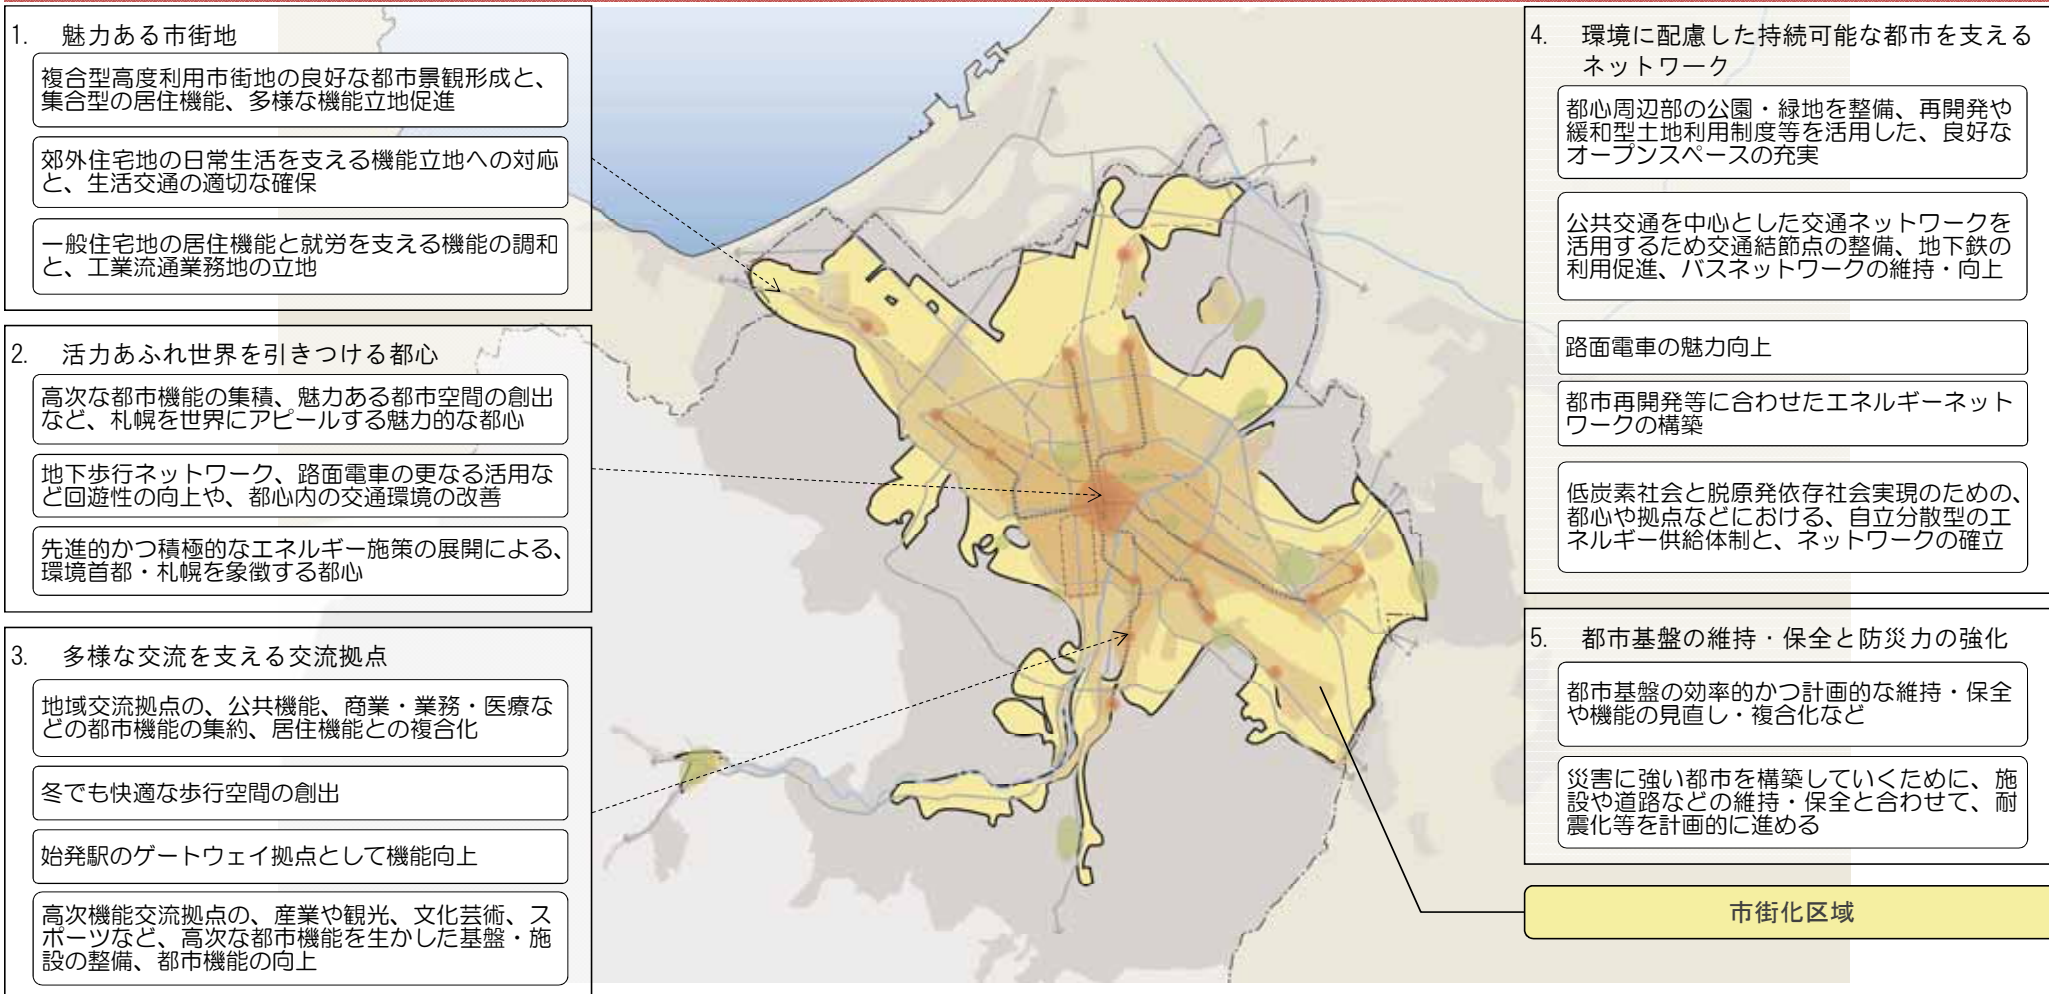 1. 魅力ある市街地
複合型高度利用市街地の良好な都市景観形成と、
集合型の居住機能、多様な機能立地促進
郊外住宅地の日常生活を支える機能立地への対応
と、生活交通の適切な確保
一般住宅地の居住機能と就労を支える機能の調和
と、工業流通業務地の立地
2. 活力あふれ世界を引きつける都心
高次な都市機能の集積、魅力ある都市空間の創出
など、札幌を世界にアピールする魅力的な都心
地下歩行ネットワーク、路面電車の更なる活用な
ど回遊性の向上や、都心内の交通環境の改善
先進的かつ積極的なエネルギー施策の展開による、
環境首都・札幌を象徴する都心
3. 多様な交流を支える交流拠点
地域交流拠点の、公共機能、商業・業務・医療な
どの都市機能の集約、居住機能との複合化
冬でも快適な歩行空間の創出
始発駅のゲートウェイ拠点として機能向上
高次機能交流拠点の、産業や観光、文化芸術、ス
ポーツなど、高次な都市機能を生かした基盤・施
設の整備、都市機能の向上
4. 環境に配慮した持続可能な都市を支える
ネットワーク
都心周辺部の公園・緑地を整備、再開発や
緩和型土地利用制度等を活用した、良好な
オープンスペースの充実
公共交通を中心とした交通ネットワークを
活用するため交通結節点の整備、地下鉄の
利用促進、バスネットワークの維持・向上
路面電車の魅力向上
都市再開発等に合わせたエネルギーネット
ワークの構築
低炭素社会と脱原発依存社会実現のための、
都心や拠点などにおける、自立分散型のエ
ネルギー供給体制と、ネットワークの確立
5. 都市基盤の維持・保全と防災力の強化
都市基盤の効率的かつ計画的な維持・保全
や機能の見直し・複合化など
災害に強い都市を構築していくために、施
設や道路などの維持・保全と合わせて、耐
震化等を計画的に進める
市街化区域